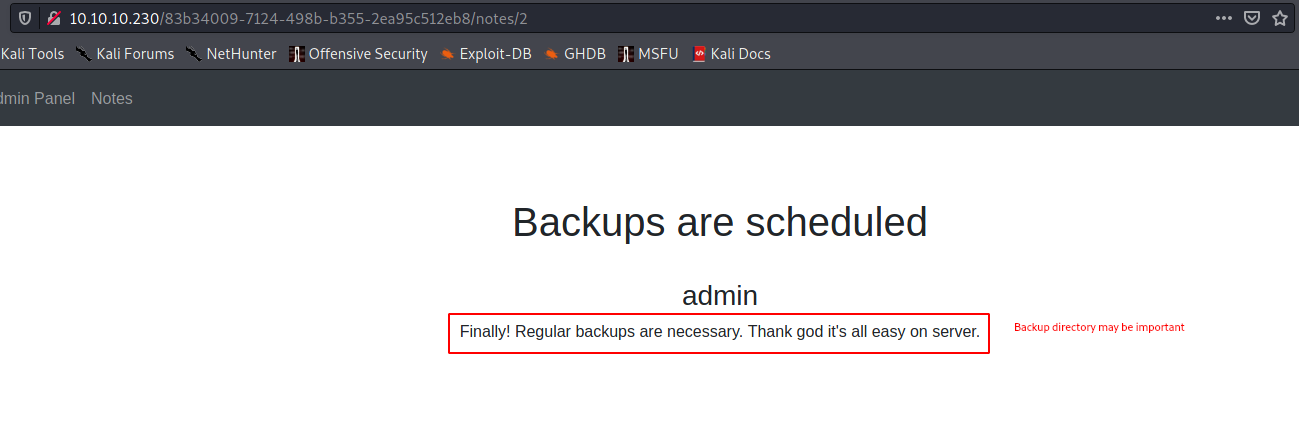 10.10.10.230/83b34009-7124-498b-b355-2ea95c512eb8/notes/2
Kali Tools Kali Forums NetHunter Offensive Security Exploit-DB GHDB MSFU Kali Docs
dmin Panel Notes
Backups are scheduled
admin
Finally! Regular backups are necessary. Thank god it's all easy on server.
Backup directory may be important